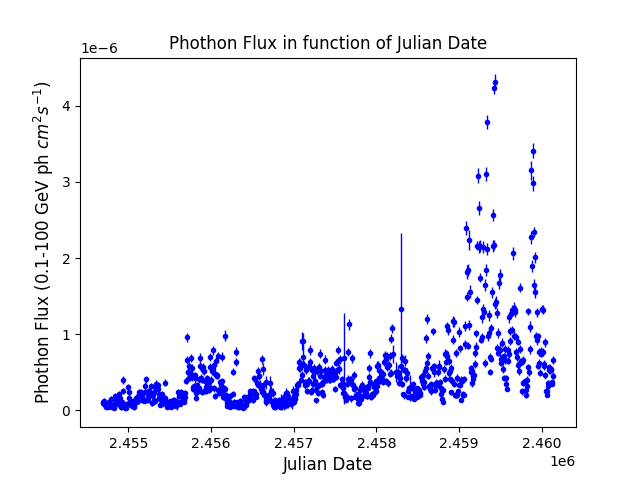 Phothon Flux in function of Julian Date
1e−6
4
3
2
1
0
Phothon Flux (0.1-100 GeV ph cm²s⁻¹)
2.455 2.456 2.457 2.458 2.459 2.460
1e6
Julian Date